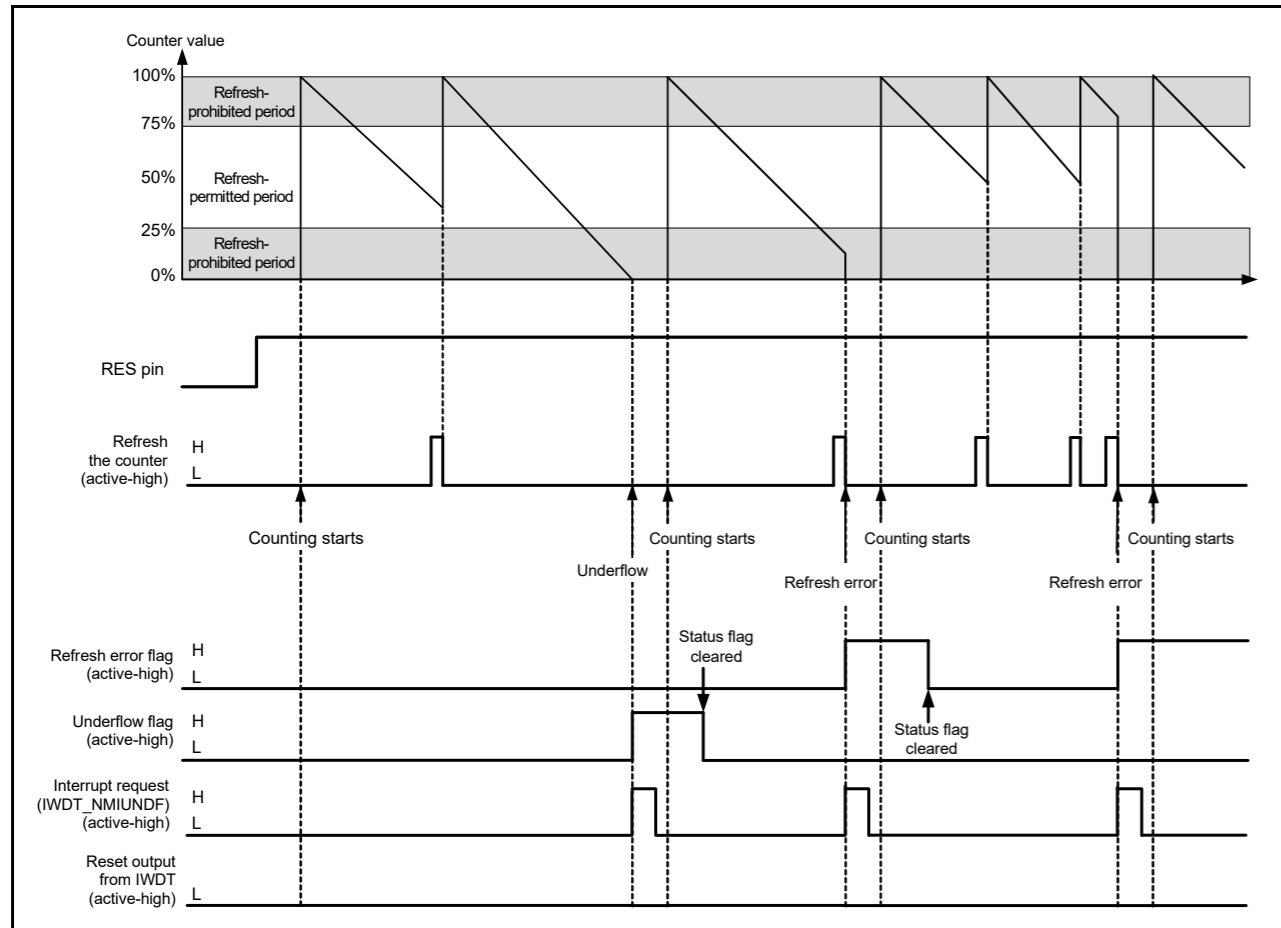 Counter value
100%
Refresh-
prohibited period
75%
50%
Refresh-
permitted period
25%
Refresh-
prohibited period
0%
RES pin
Refresh
the counter
(active-high)
H
L
Counting starts
Counting starts
Counting starts
Counting starts
Underflow
Refresh error
Refresh error
Status flag
cleared
Refresh error flag
(active-high)
H
L
Underflow flag
(active-high)
H
L
Status flag
cleared
Interrupt request
(IWDT_NMIUNDF)
(active-high)
H
L
Reset output
from IWDT
(active-high)
L